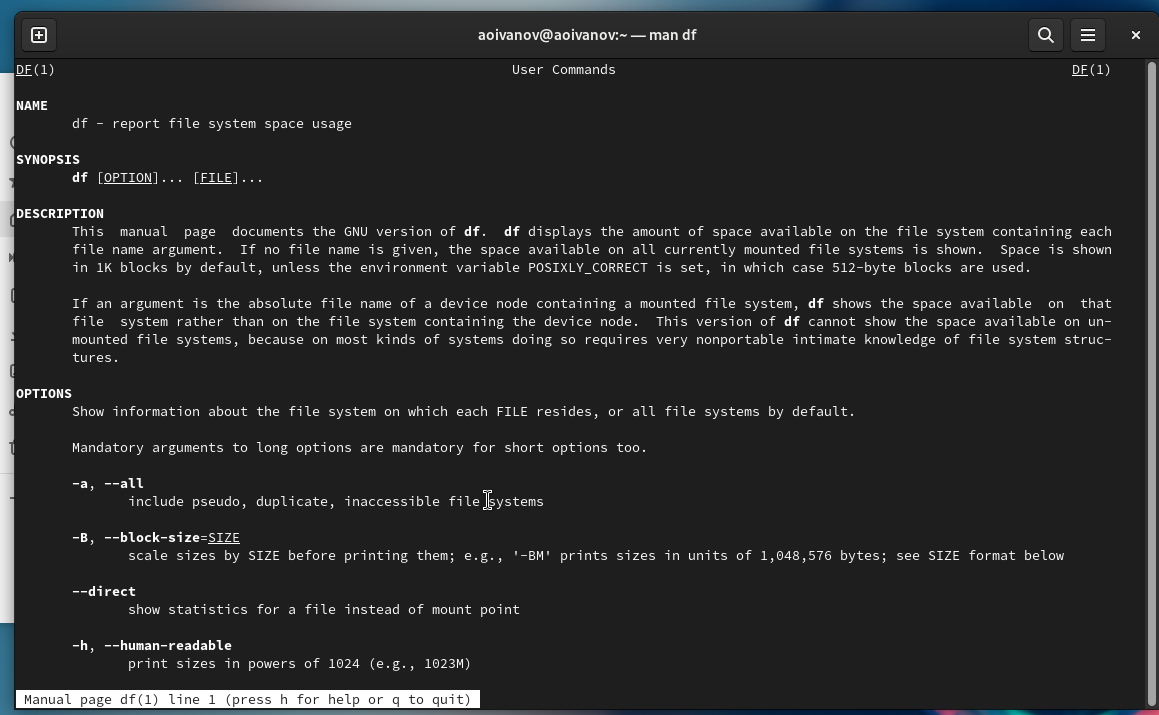 aoivanov@aoivanov:~ — man df
DF(1) User Commands DF(1)
NAME
df - report file system space usage
SYNOPSIS
df [OPTION]... [FILE]...
DESCRIPTION
This manual page documents the GNU version of df. df displays the amount of space available on the file system containing each
file name argument. If no file name is given, the space available on all currently mounted file systems is shown. Space is shown
in 1K blocks by default, unless the environment variable POSIXLY_CORRECT is set, in which case 512-byte blocks are used.
If an argument is the absolute file name of a device node containing a mounted file system, df shows the space available on that
file system rather than on the file system containing the device node. This version of df cannot show the space available on un-
mounted file systems, because on most kinds of systems doing so requires very nonportable intimate knowledge of file system struc-
tures.
OPTIONS
Show information about the file system on which each FILE resides, or all file systems by default.
Mandatory arguments to long options are mandatory for short options too.
-a, --all
include pseudo, duplicate, inaccessible file systems
-B, --block-size=SIZE
scale sizes by SIZE before printing them; e.g., '-BM' prints sizes in units of 1,048,576 bytes; see SIZE format below
--direct
show statistics for a file instead of mount point
-h, --human-readable
print sizes in powers of 1024 (e.g., 1023M)
Manual page df(1) line 1 (press h for help or q to quit)